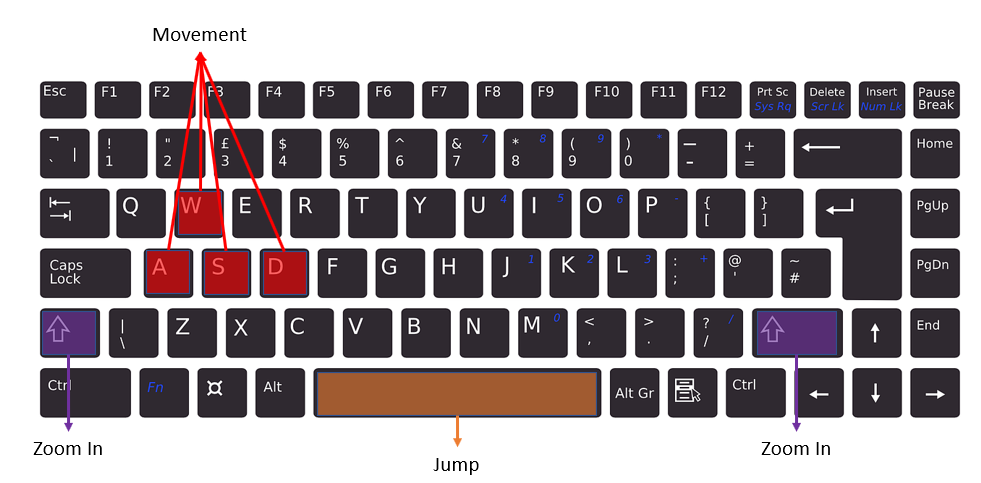 Movement
Esc F1 F2 F3 F4 F5 F6 F7 F8 F9 F10 F11 F12 Prt Sc Delete Insert Pause
Sys Rq Scr Lk Num Lk Break
¬ ! " £ $ % ^ & 7 * 8 ( 9 ) * _ + Home
` | 1 2 3 4 5 6 7 8 9 0 - =
Q W E R T Y U 4 I 5 O 6 P - { } PgUp
[ ]
Caps A S D F G H J 1 K 2 L 3 : + @ ~ PgDn
Lock ; ' #
| Z X C V B N M 0 < > ? / End
\ , . /
Ctrl Fn Alt Alt Gr Ctrl
Zoom In Jump Zoom In